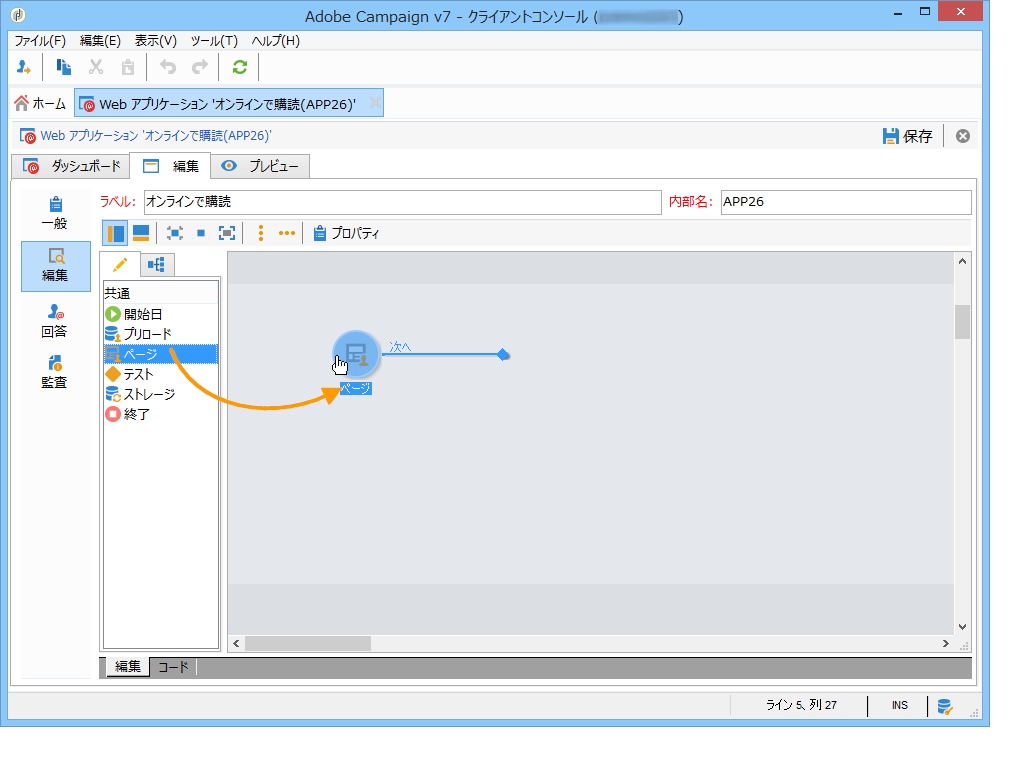 Adobe Campaign v7 - クライアントコンソール ( )
ファイル(F) 編集(E) 表示(V) ツール(T) ヘルプ(H)
ホーム Web アプリケーション 'オンラインで購読(APP26)'
Web アプリケーション 'オンラインで購読(APP26)' 保存
ダッシュボード 編集 プレビュー
ラベル: オンラインで購読 内部名: APP26
一般
編集
回答
監査
プロパティ
共通
開始日
プリロード
ページ
テスト
ストレージ
終了
次へ
ページ
編集 コード
ライン 5、列 27 INS